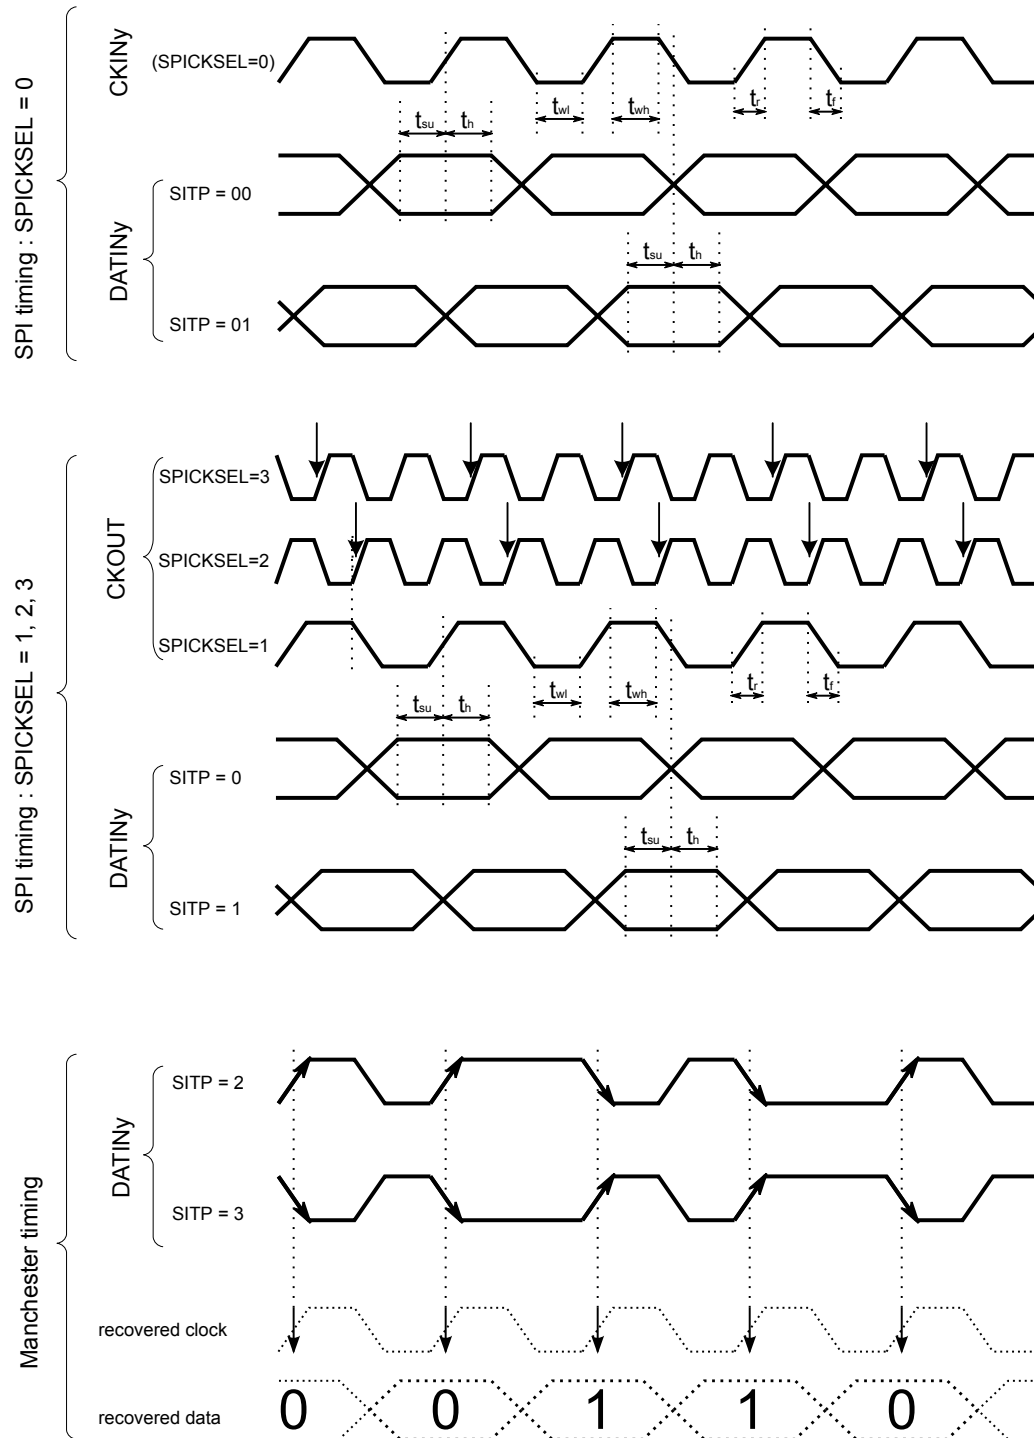 SPI timing : SPICKSEL = 0
CKINy
(SPICKSEL=0)
tsu
th
twl
twh
tr
tf
DATINy
SITP = 00
tsu
th
SITP = 01
SPI timing : SPICKSEL = 1, 2, 3
CKOUT
SPICKSEL=3
SPICKSEL=2
SPICKSEL=1
tsu
th
twl
twh
tr
tf
DATINy
SITP = 0
tsu
th
SITP = 1
Manchester timing
DATINy
SITP = 2
SITP = 3
recovered clock
recovered data
0 0 1 1 0